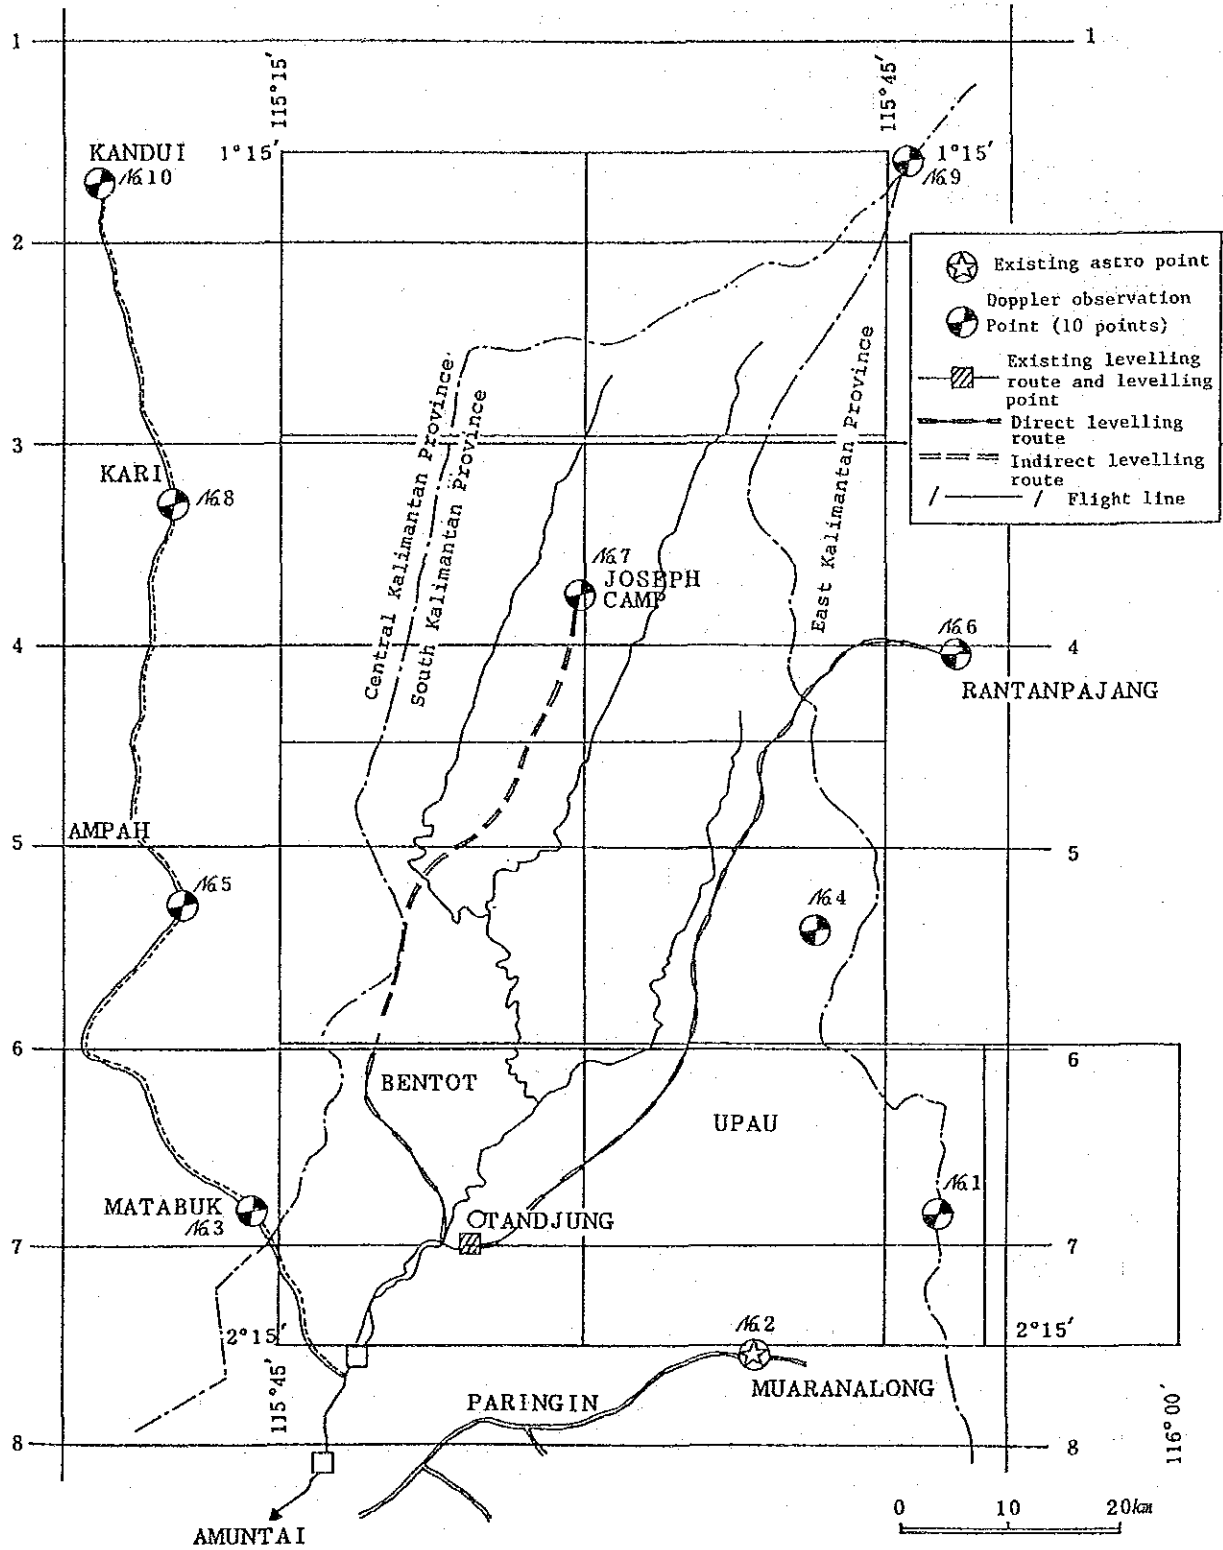 1
1
115°15′
115°45′
KANDUI
№10
1°15′
1°15′
№9
2
Existing astro point
Doppler observation
Point (10 points)
Existing levelling
route and levelling
point
Direct levelling
route
Indirect levelling
route
Flight line
Central Kalimantan Province
South Kalimantan Province
East Kalimantan Province
3
KARI
№8
№7
JOSEPH
CAMP
№6
4
4
RANTANPAJANG
AMPAH
5
5
№5
№4
6
6
BENTOT
UPAU
MATABUK
№3
№1
TANDJUNG
7
7
2°15′
№2
2°15′
115°45′
MUARANALONG
PARINGIN
116°00′
8
8
AMUNTAI
0 10 20km